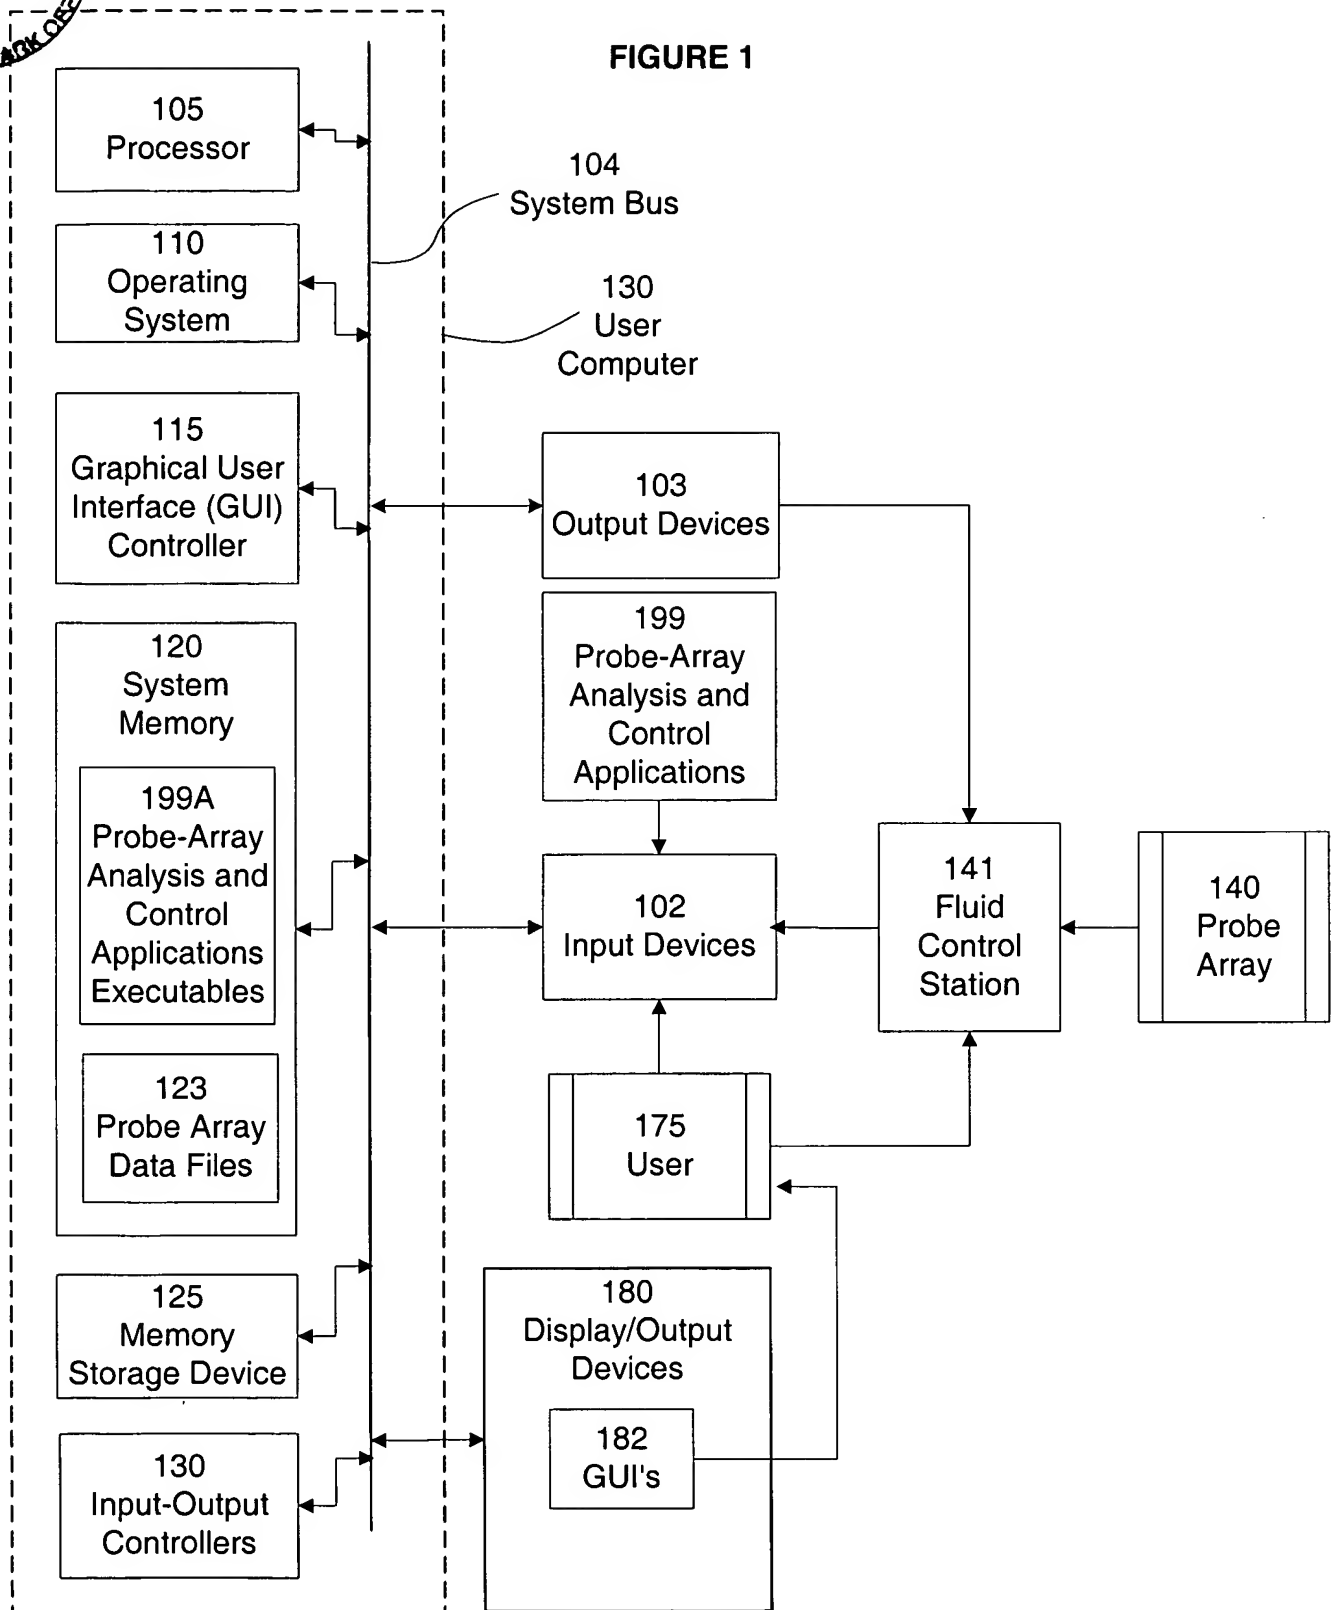 FIGURE 1
105
Processor
104
System Bus
110
Operating
System
130
User
Computer
115
Graphical User
Interface (GUI)
Controller
103
Output Devices
199
Probe-Array
Analysis and
Control
Applications
120
System
Memory
199A
Probe-Array
Analysis and
Control
Applications
Executables
102
Input Devices
141
Fluid
Control
Station
140
Probe
Array
123
Probe Array
Data Files
175
User
125
Memory
Storage Device
180
Display/Output
Devices
182
GUI's
130
Input-Output
Controllers